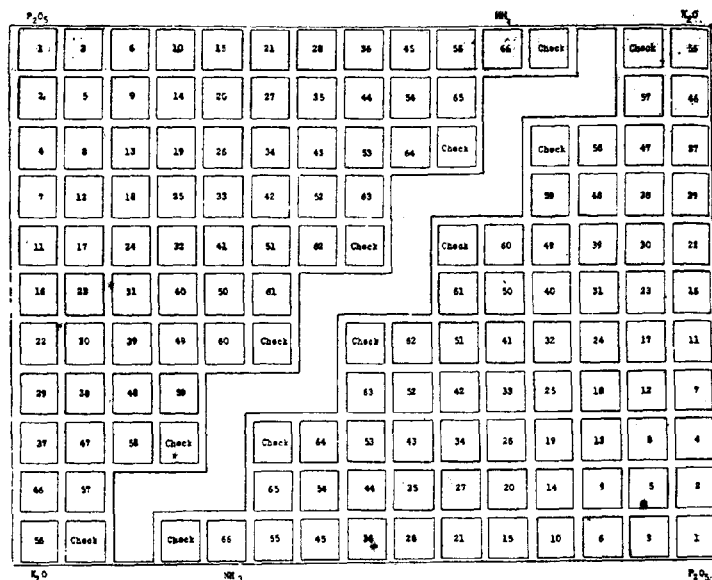 P₂O₅ NH₃ K₂O
1 3 6 10 15 21 28 36 45 55 66 Check Check 56
2 5 9 14 20 27 35 44 54 65 57 46
4 8 13 19 26 34 43 53 64 Check Check 58 47 37
7 12 18 25 33 42 52 63 59 48 38 29
11 17 24 32 41 51 62 Check Check 60 49 39 30 22
16 23 31 40 50 61 61 50 40 31 23 16
22 30 39 49 60 Check Check 62 51 41 32 24 17 11
29 38 48 59 63 52 42 33 25 18 12 7
37 47 58 Check Check 64 53 43 34 26 19 13 8 4
46 57 65 54 44 35 27 20 14 9 5 2
56 Check Check 66 55 45 36 28 21 15 10 6 3 1
K₂O NH₃ P₂O₅